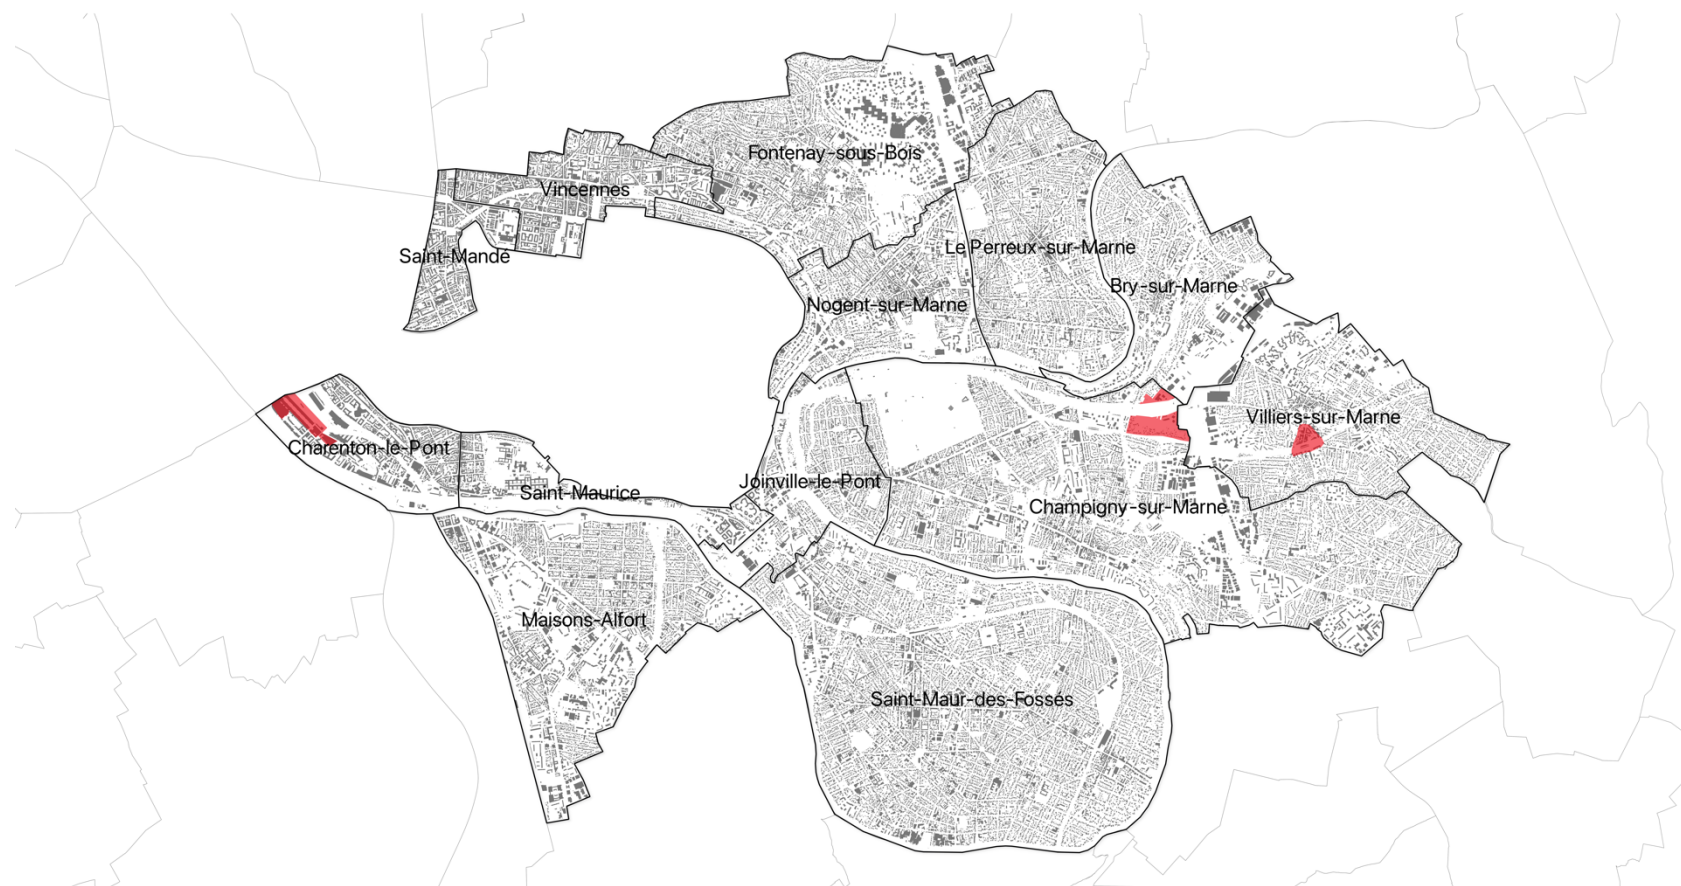 Fontenay-sous-Bois
Vincennes
Le Perreux-sur-Marne
Saint-Mandé
Bry-sur-Marne
Nogent-sur-Marne
Villiers-sur-Marne
Charenton-le-Pont
Joinville-le-Pont
Saint-Maurice
Champigny-sur-Marne
Maisons-Alfort
Saint-Maur-des-Fossés